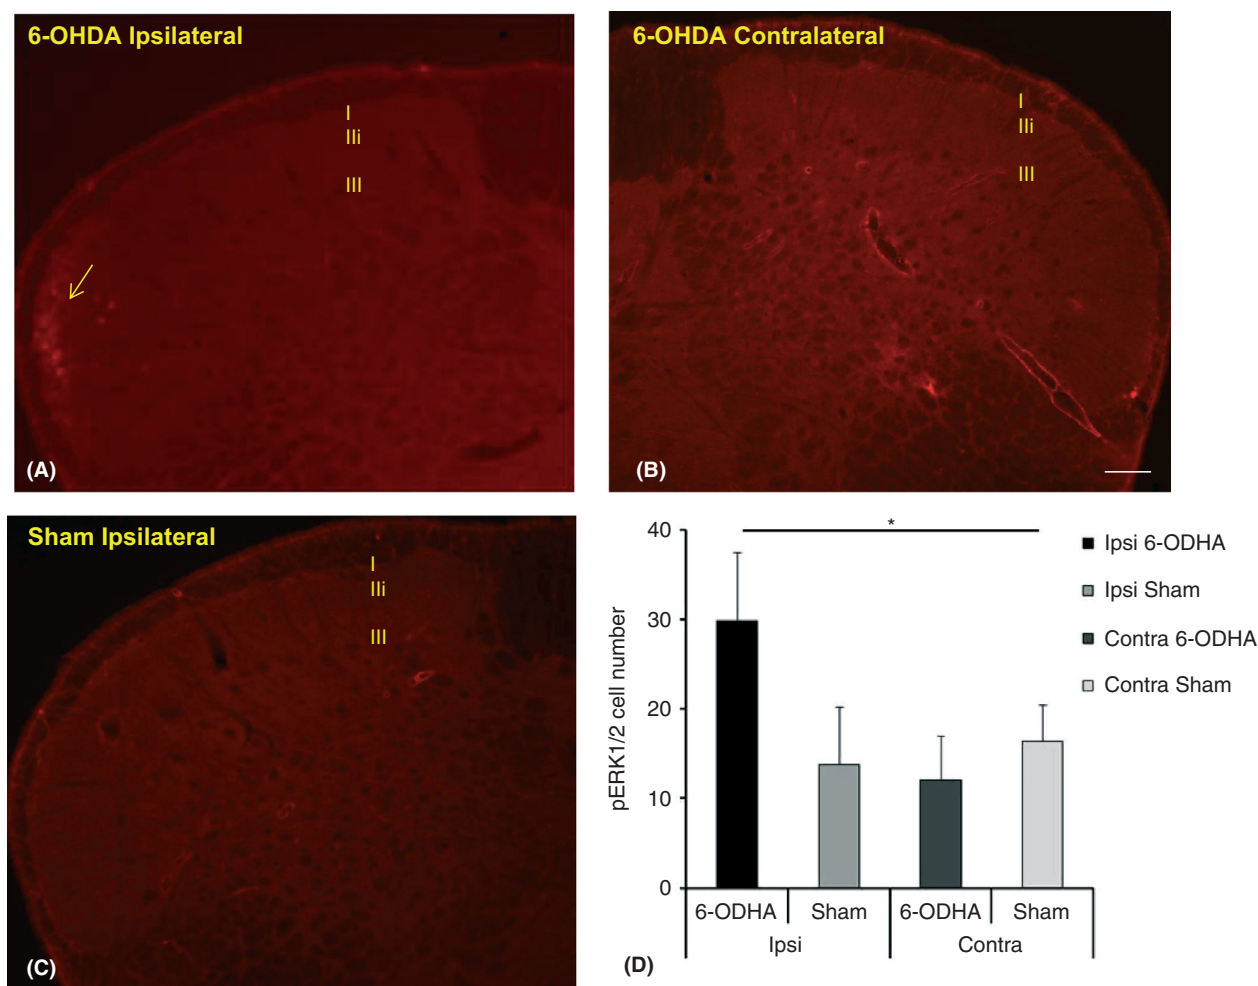 6-OHDA Ipsilateral
I
IIi
III
(A)
6-OHDA Contralateral
I
IIi
III
(B)
Sham Ipsilateral
I
IIi
III
(C)
40
30
20
10
0
pERK1/2 cell number
*
Ipsi 6-ODHA
Ipsi Sham
Contra 6-ODHA
Contra Sham
6-ODHA Sham 6-ODHA Sham
Ipsi Contra
(D)